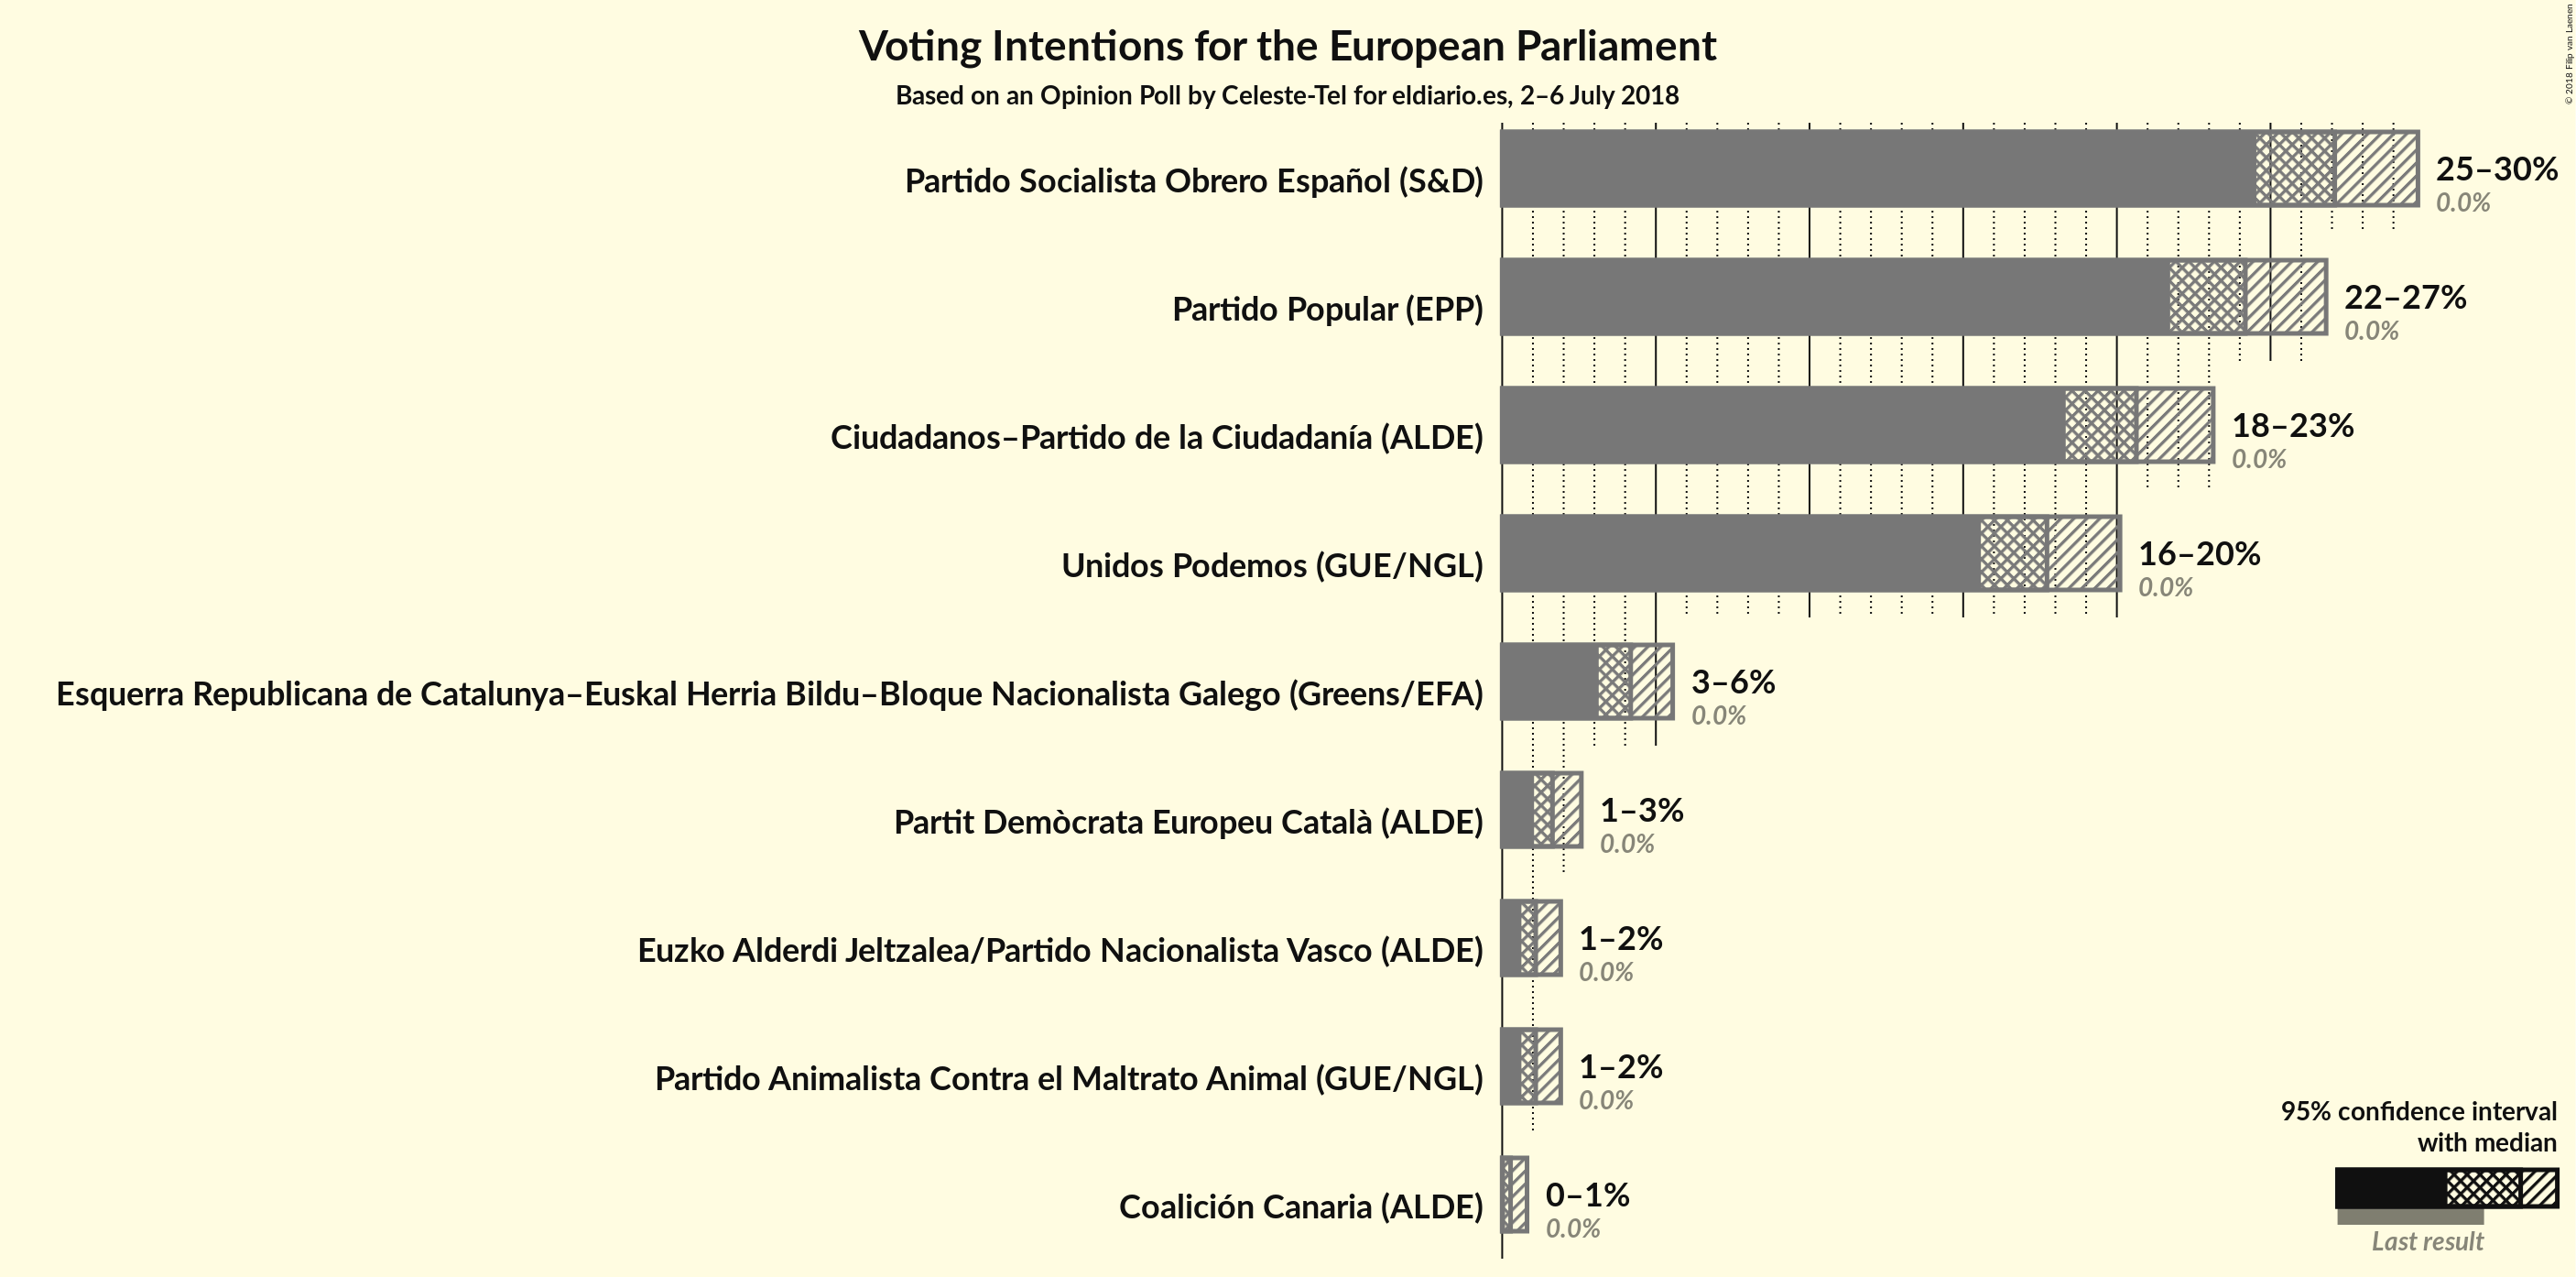 Voting Intentions for the European Parliament
Based on an Opinion Poll by Celeste-Tel for eldiario.es, 2–6 July 2018
© 2018 Filip van Laenen
Partido Socialista Obrero Español (S&D)
25–30%
0.0%
Partido Popular (EPP)
22–27%
0.0%
Ciudadanos–Partido de la Ciudadanía (ALDE)
18–23%
0.0%
Unidos Podemos (GUE/NGL)
16–20%
0.0%
Esquerra Republicana de Catalunya–Euskal Herria Bildu–Bloque Nacionalista Galego (Greens/EFA)
3–6%
0.0%
Partit Demòcrata Europeu Català (ALDE)
1–3%
0.0%
Euzko Alderdi Jeltzalea/Partido Nacionalista Vasco (ALDE)
1–2%
0.0%
Partido Animalista Contra el Maltrato Animal (GUE/NGL)
1–2%
0.0%
Coalición Canaria (ALDE)
0–1%
0.0%
95% confidence interval
with median
Last result